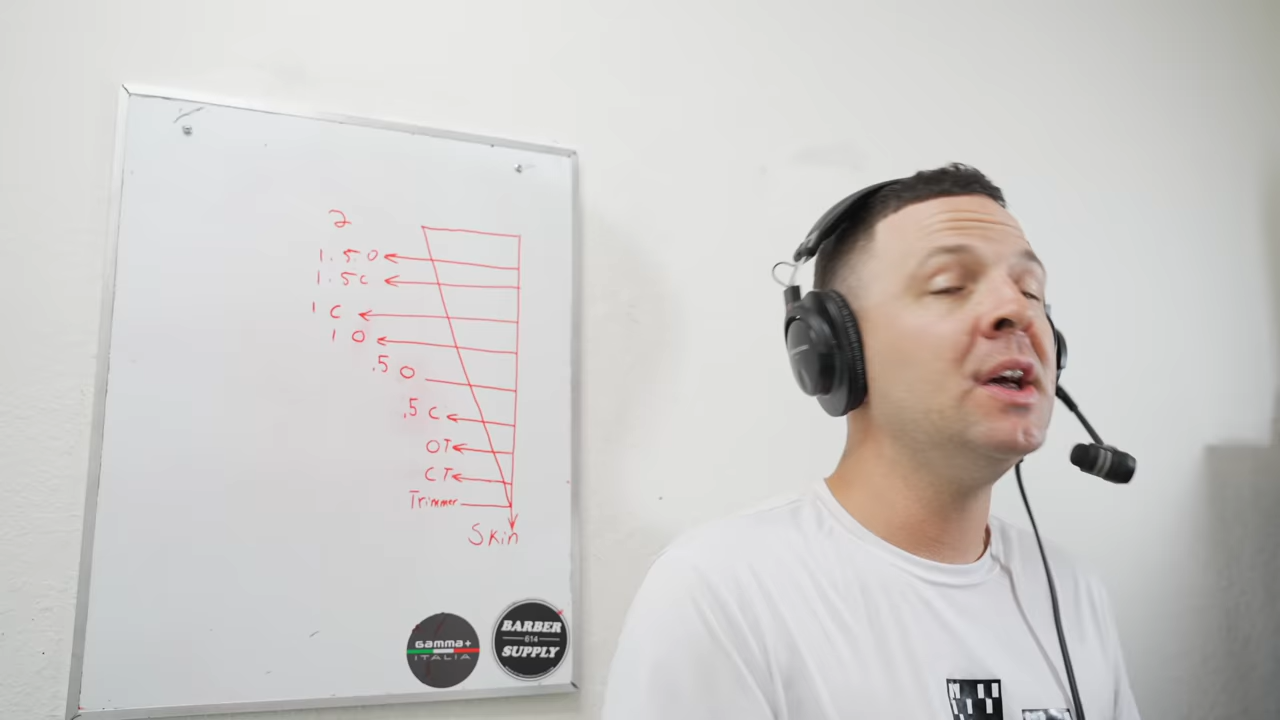 2
1.5 O
1.5 C
1 C
1 O
.5 O
.5 C
OT
CT
Trimmer
Skin
GAMMA+
ITALIA
BARBER
614
SUPPLY